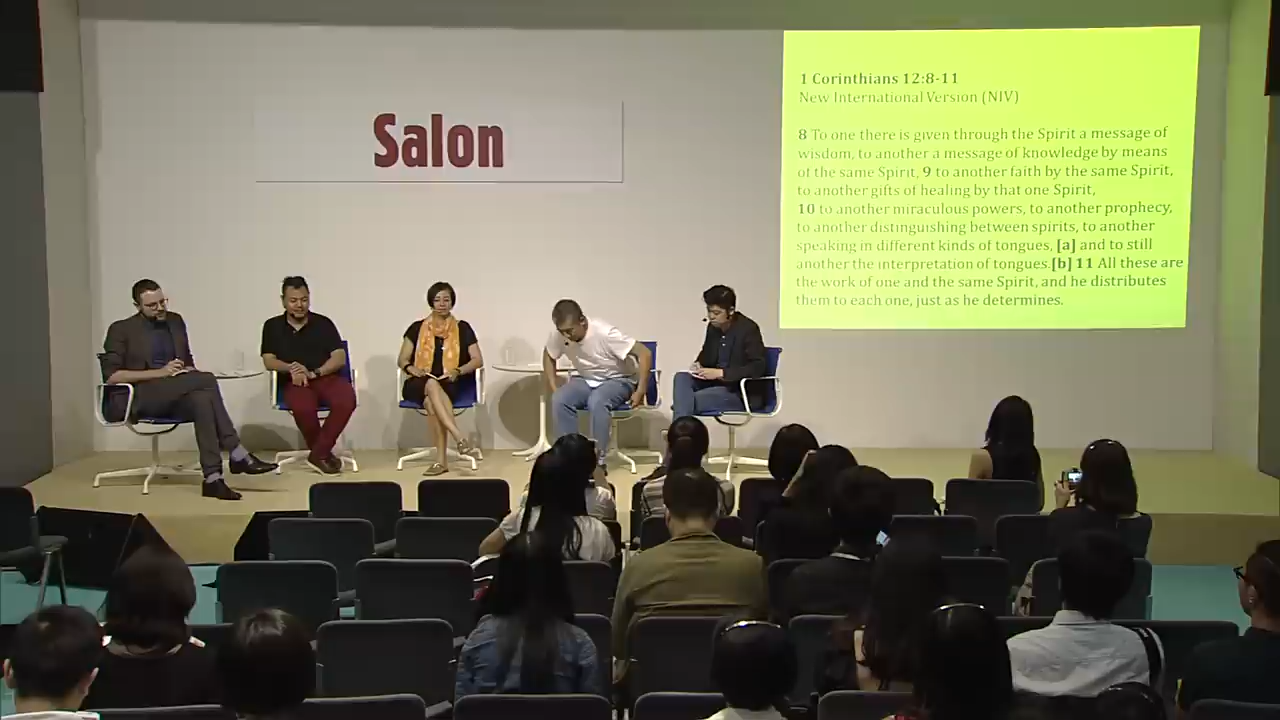 Salon
1 Corinthians 12:8-11
New International Version (NIV)
8 To one there is given through the Spirit a message of
wisdom, to another a message of knowledge by means
of the same Spirit, 9 to another faith by the same Spirit,
to another gifts of healing by that one Spirit,
10 to another miraculous powers, to another prophecy,
to another distinguishing between spirits, to another
speaking in different kinds of tongues, [a] and to still
another the interpretation of tongues.[b] 11 All these are
the work of one and the same Spirit, and he distributes
them to each one, just as he determines.